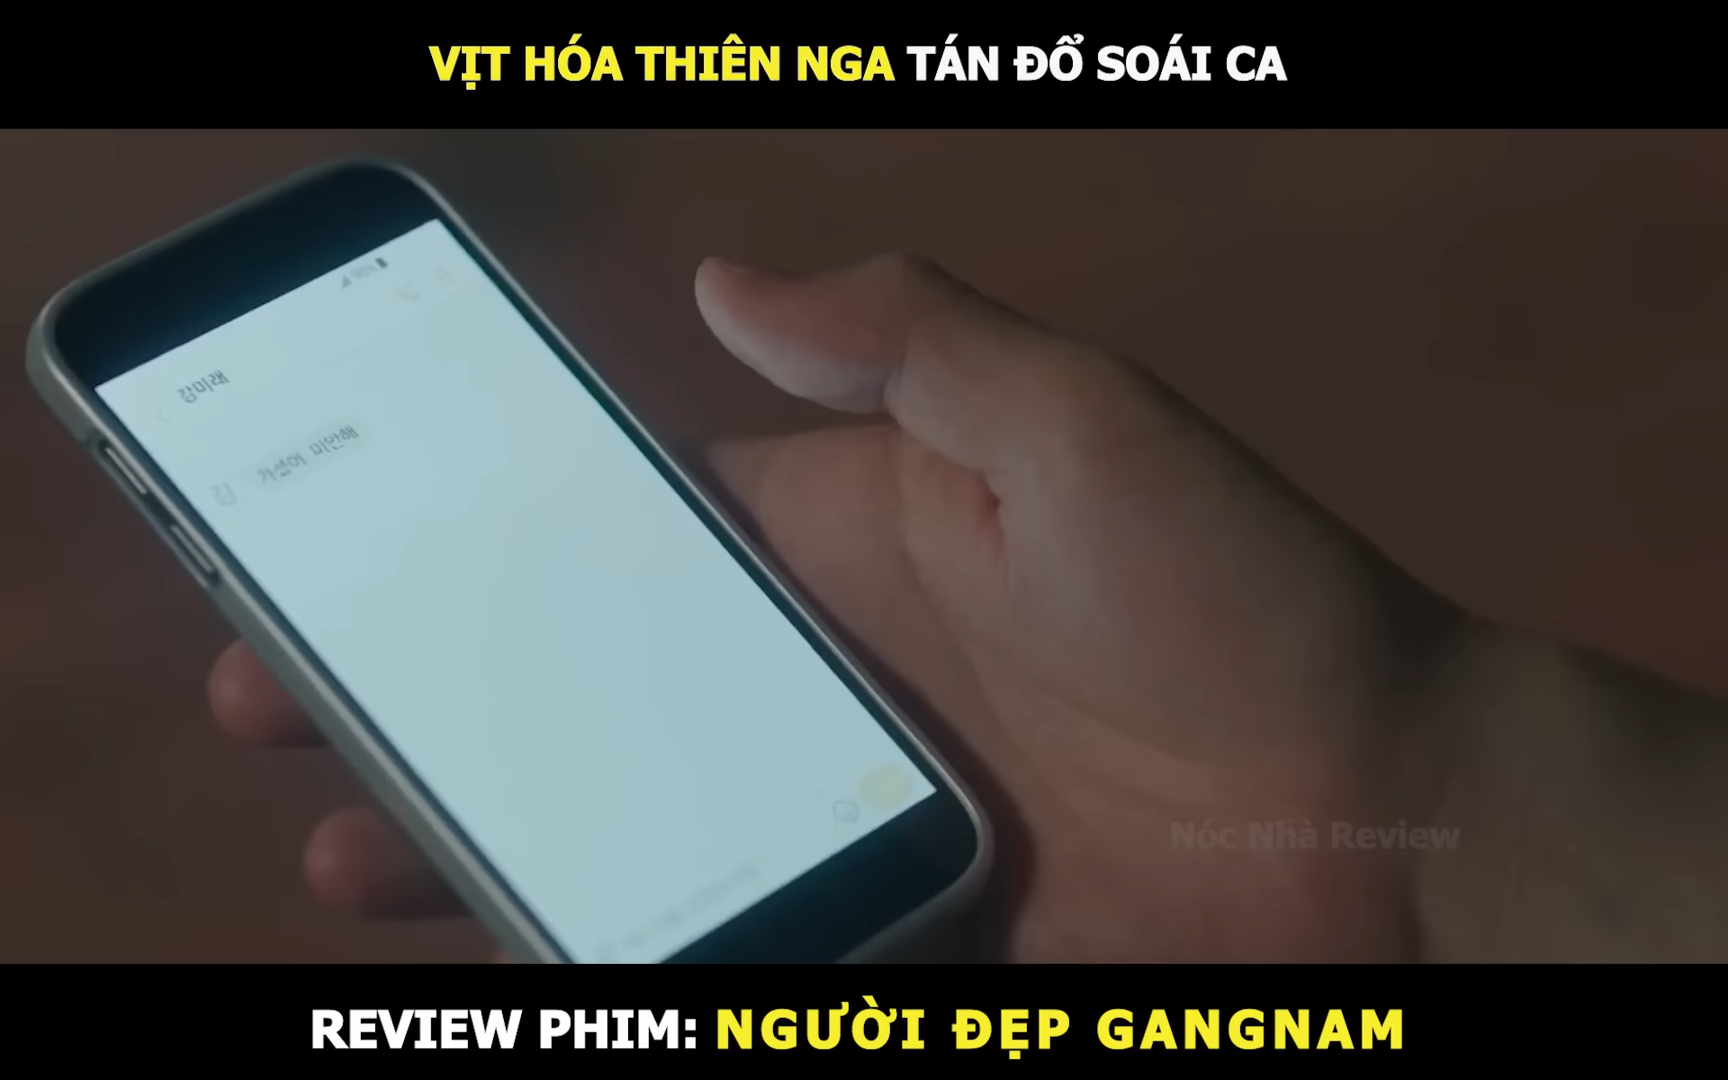 VỊT HÓA THIÊN NGA TÁN ĐỔ SOÁI CA
강미래
가셨어 미안해
Nóc Nhà Review
REVIEW PHIM: NGƯỜI ĐẸP GANGNAM